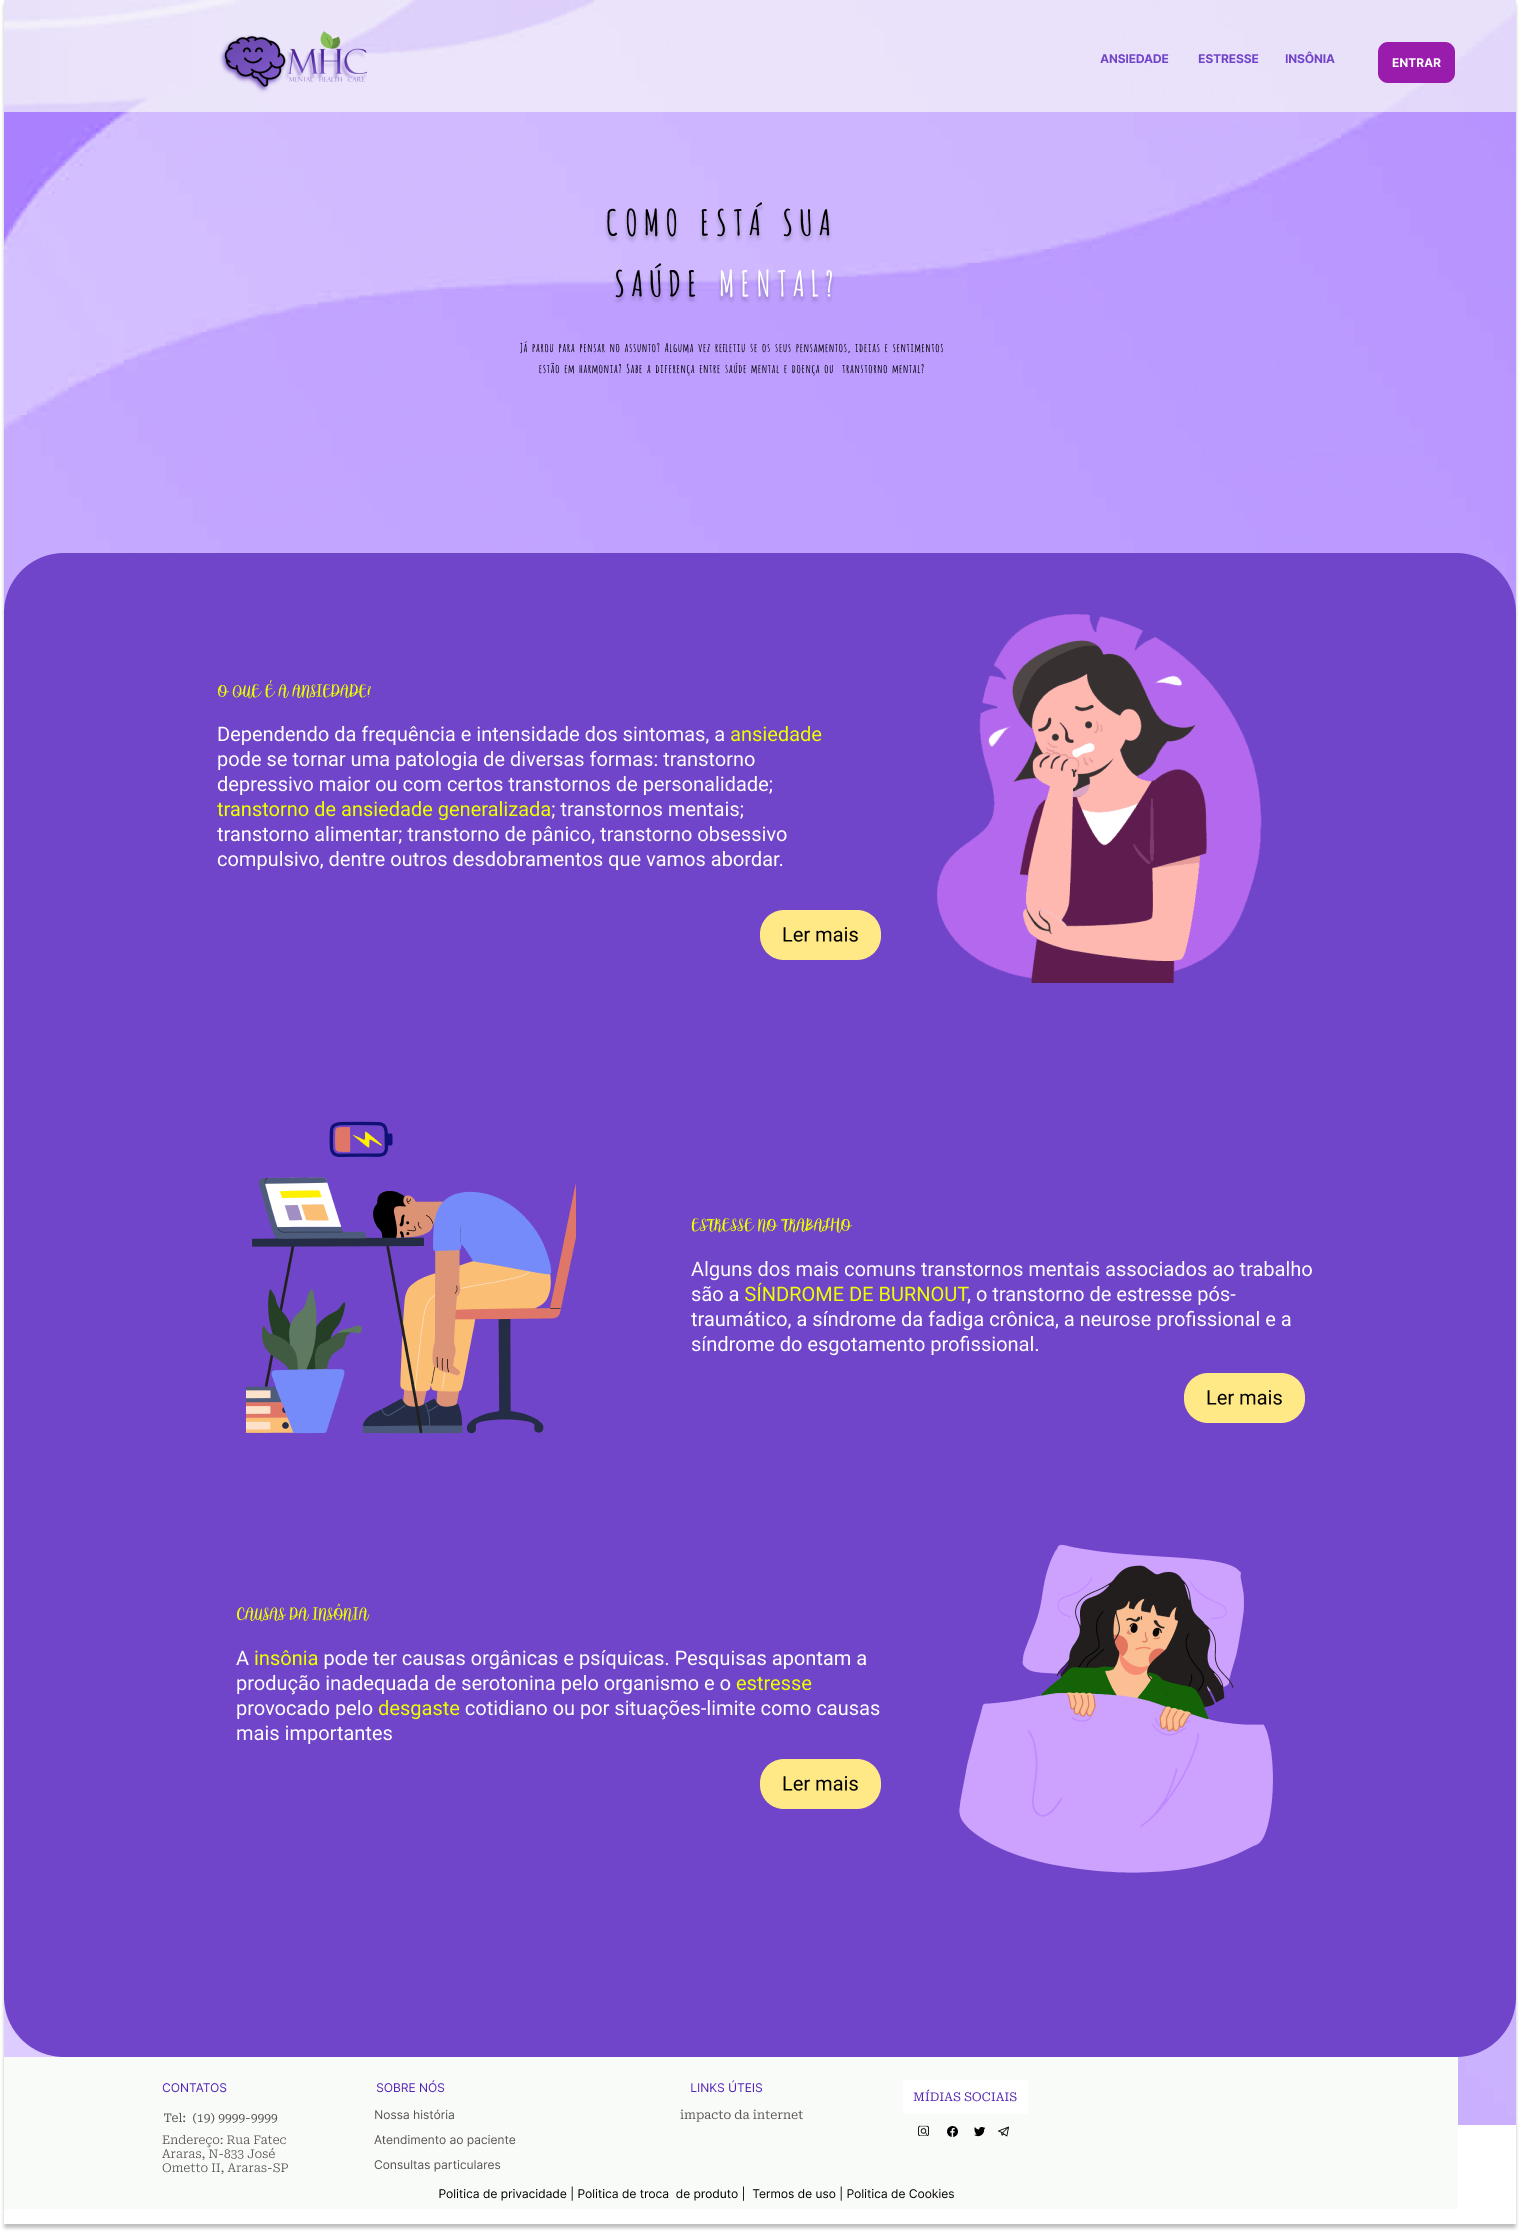 MHC
MENTAL HEALTH CARE
ANSIEDADE
ESTRESSE
INSÔNIA
ENTRAR
COMO ESTÁ SUA
SAÚDE MENTAL?
JÁ PAROU PARA PENSAR NO ASSUNTO? ALGUMA VEZ REFLETIU SE OS SEUS PENSAMENTOS, IDEIAS E SENTIMENTOS
ESTÃO EM HARMONIA? SABE A DIFERENÇA ENTRE SAÚDE MENTAL E DOENÇA OU TRANSTORNO MENTAL?
O QUE É A ANSIEDADE?
Dependendo da frequência e intensidade dos sintomas, a ansiedade
pode se tornar uma patologia de diversas formas: transtorno
depressivo maior ou com certos transtornos de personalidade;
transtorno de ansiedade generalizada; transtornos mentais;
transtorno alimentar; transtorno de pânico, transtorno obsessivo
compulsivo, dentre outros desdobramentos que vamos abordar.
Ler mais
ESTRESSE NO TRABALHO
Alguns dos mais comuns transtornos mentais associados ao trabalho
são a SÍNDROME DE BURNOUT, o transtorno de estresse pós-
traumático, a síndrome da fadiga crônica, a neurose profissional e a
síndrome do esgotamento profissional.
Ler mais
CAUSAS DA INSÔNIA
A insônia pode ter causas orgânicas e psíquicas. Pesquisas apontam a
produção inadequada de serotonina pelo organismo e o estresse
provocado pelo desgaste cotidiano ou por situações-limite como causas
mais importantes
Ler mais
CONTATOS
Tel: (19) 9999-9999
Endereço: Rua Fatec
Araras, N-833 José
Ometto II, Araras-SP
SOBRE NÓS
Nossa história
Atendimento ao paciente
Consultas particulares
LINKS ÚTEIS
impacto da internet
MÍDIAS SOCIAIS
Politica de privacidade | Politica de troca de produto | Termos de uso | Politica de Cookies